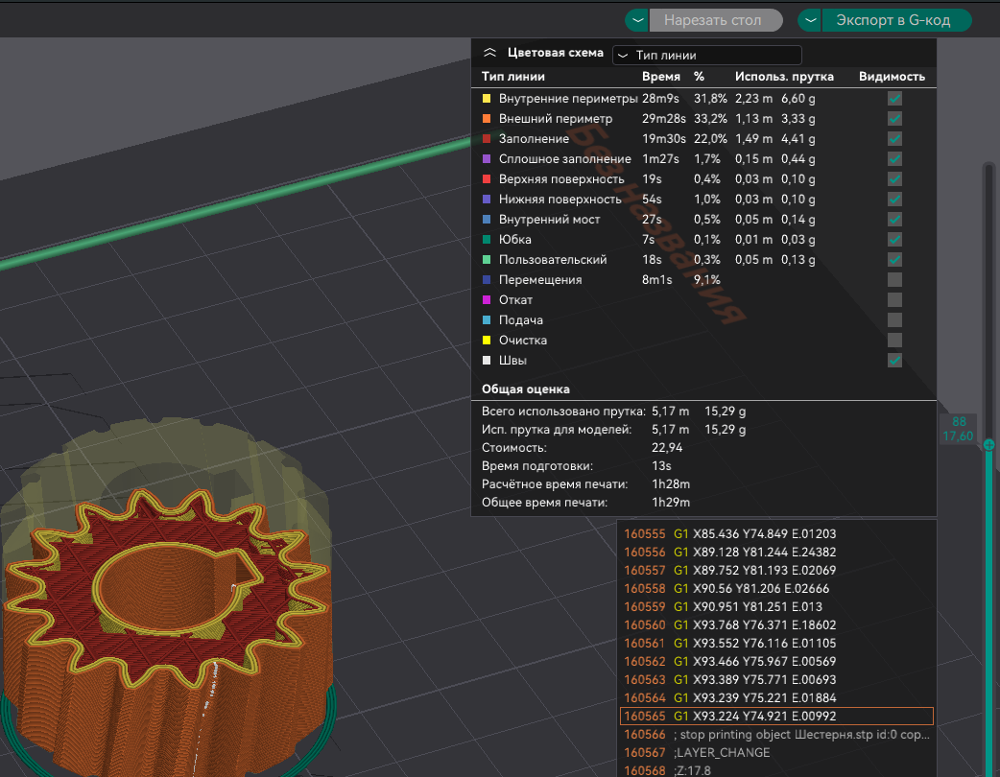 Нарезать стол Экспорт в G-код
Цветовая схема Тип линии
Тип линии Время % Использ. прутка Видимость
Внутренние периметры 28m9s 31,8% 2,23 m 6,60 g
Внешний периметр 29m28s 33,2% 1,13 m 3,33 g
Заполнение 19m30s 22,0% 1,49 m 4,41 g
Сплошное заполнение 1m27s 1,7% 0,15 m 0,44 g
Верхняя поверхность 19s 0,4% 0,03 m 0,10 g
Нижняя поверхность 54s 1,0% 0,03 m 0,10 g
Внутренний мост 27s 0,5% 0,05 m 0,14 g
Юбка 7s 0,1% 0,01 m 0,03 g
Пользовательский 18s 0,3% 0,05 m 0,13 g
Перемещения 8m1s 9,1%
Откат
Подача
Очистка
Швы
Без названия
Общая оценка
Всего использовано прутка: 5,17 m 15,29 g
Исп. прутка для моделей: 5,17 m 15,29 g
Стоимость: 22,94
Время подготовки: 13s
Расчётное время печати: 1h28m
Общее время печати: 1h29m
88
17,60
160555 G1 X85.436 Y74.849 E.01203
160556 G1 X89.128 Y81.244 E.24382
160557 G1 X89.752 Y81.193 E.02069
160558 G1 X90.56 Y81.206 E.02666
160559 G1 X90.951 Y81.251 E.013
160560 G1 X93.768 Y76.371 E.18602
160561 G1 X93.552 Y76.116 E.01105
160562 G1 X93.466 Y75.967 E.00569
160563 G1 X93.389 Y75.771 E.00693
160564 G1 X93.239 Y75.221 E.01884
160565 G1 X93.224 Y74.921 E.00992
160566 ; stop printing object Шестерня.stp id:0 cop...
160567 ;LAYER_CHANGE
160568 ;Z:17.8